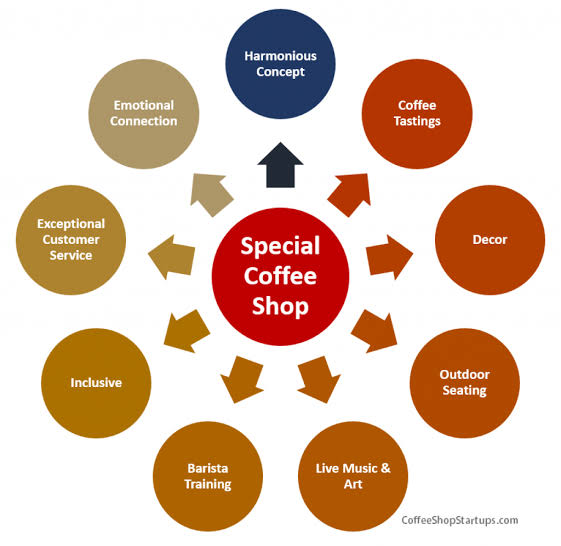 Harmonious
Concept
Coffee
Tastings
Decor
Outdoor
Seating
Live Music &
Art
Barista
Training
Inclusive
Exceptional
Customer
Service
Emotional
Connection
Special
Coffee
Shop
CoffeeShopStartups.com